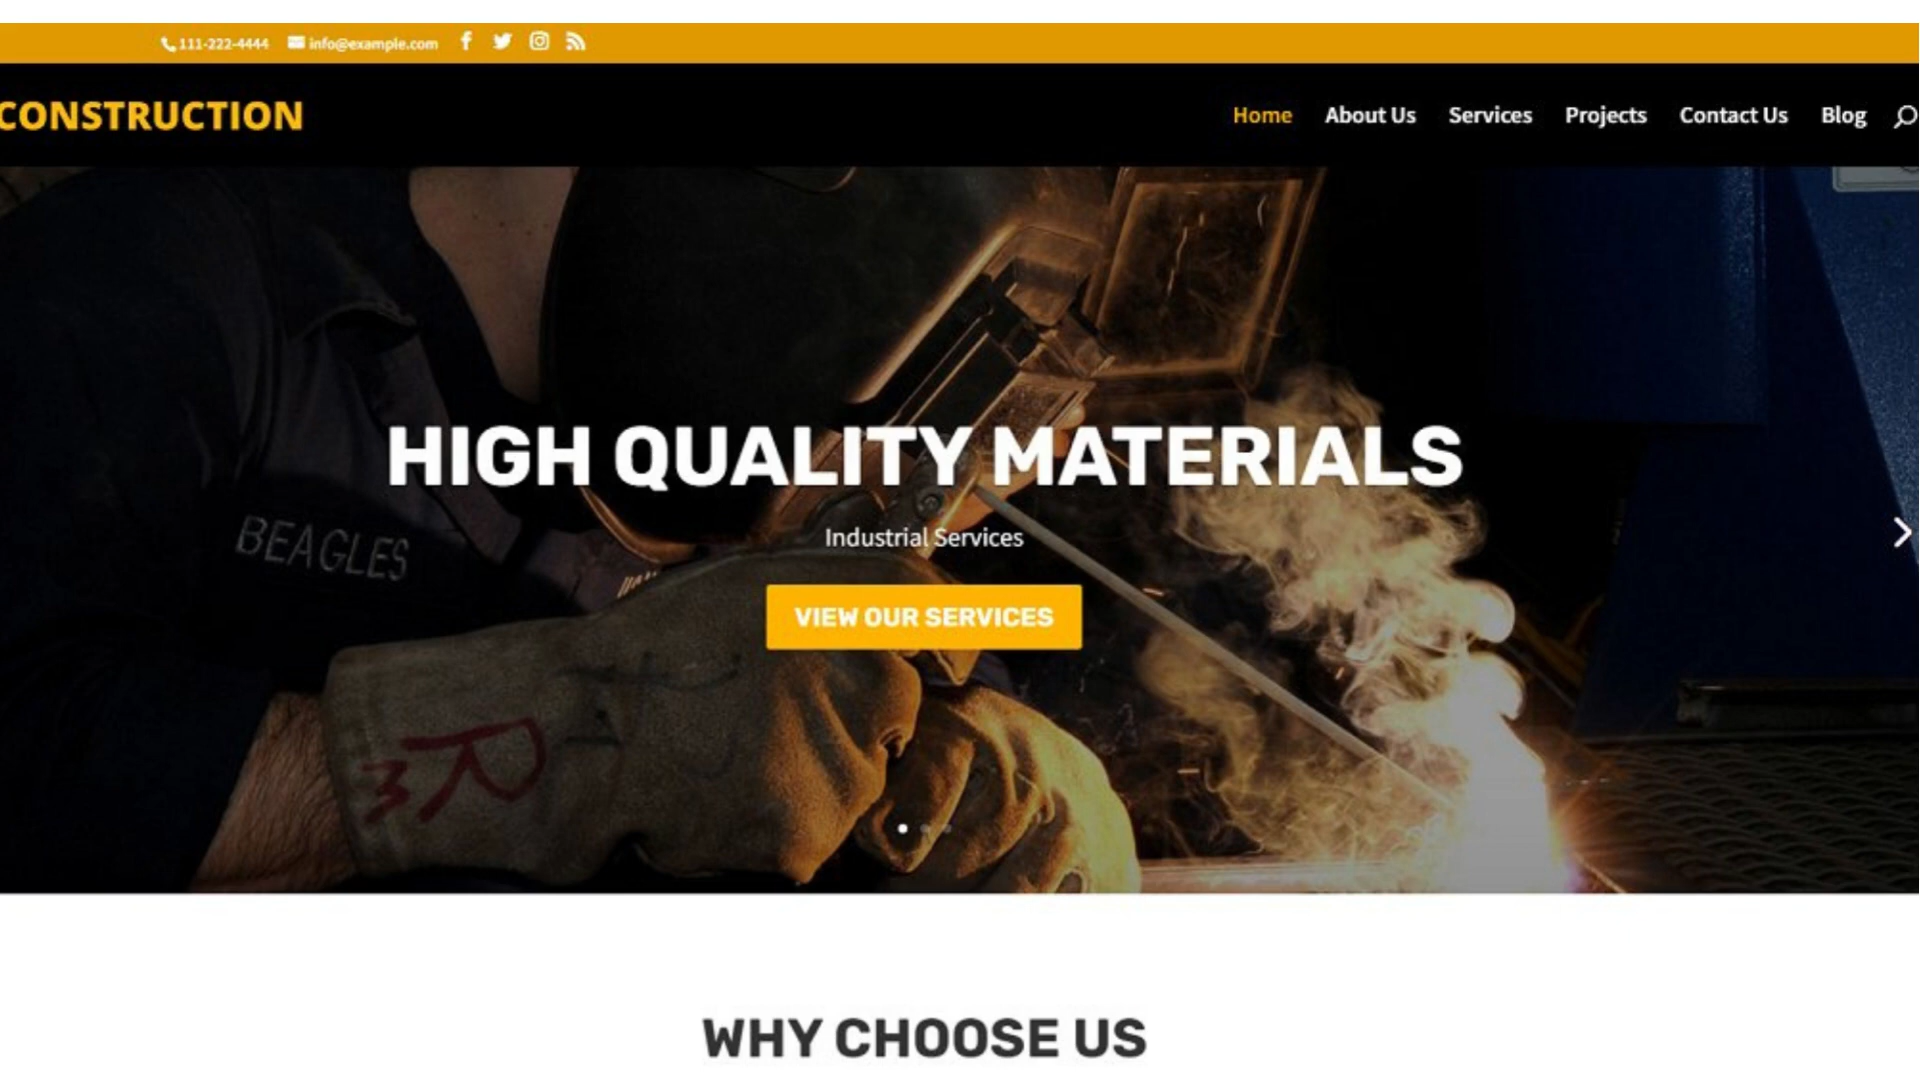 111-222-4444 info@example.com
CONSTRUCTION
Home About Us Services Projects Contact Us Blog
HIGH QUALITY MATERIALS
BEAGLES
Industrial Services
VIEW OUR SERVICES
WHY CHOOSE US